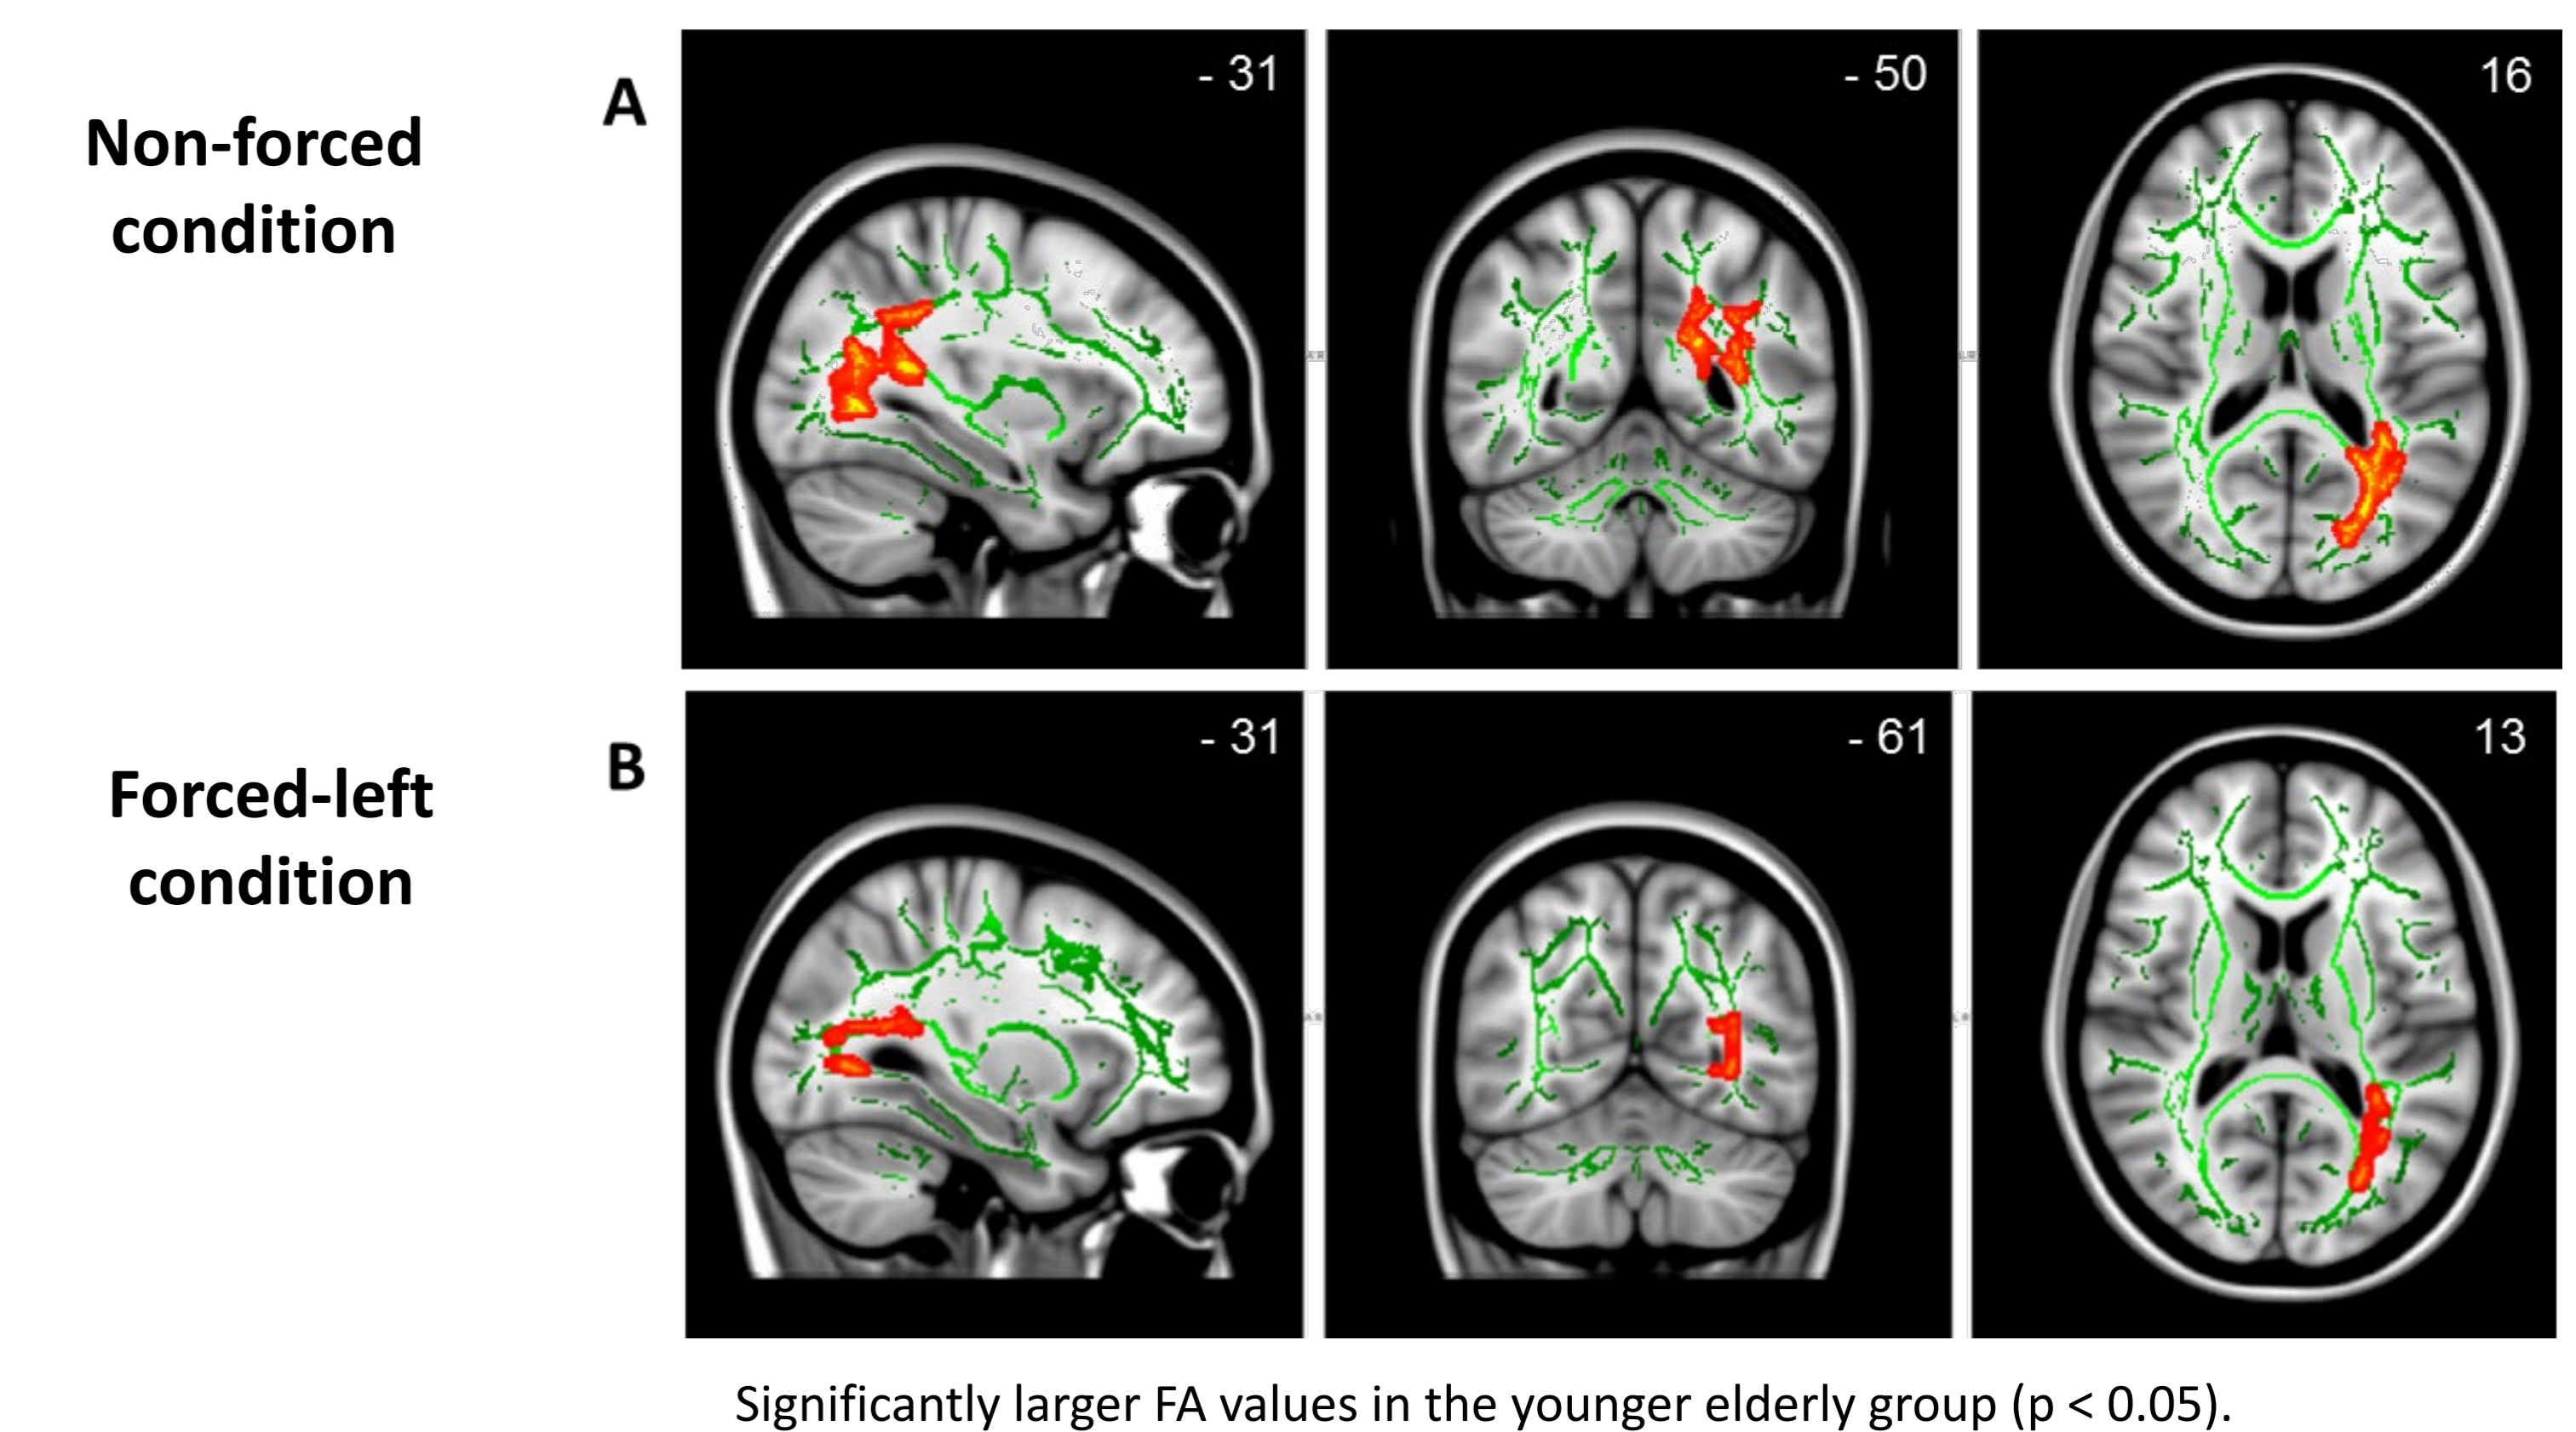 Non-forced
condition
A
- 31
- 50
16
Forced-left
condition
B
- 31
- 61
13
Significantly larger FA values in the younger elderly group (p < 0.05).